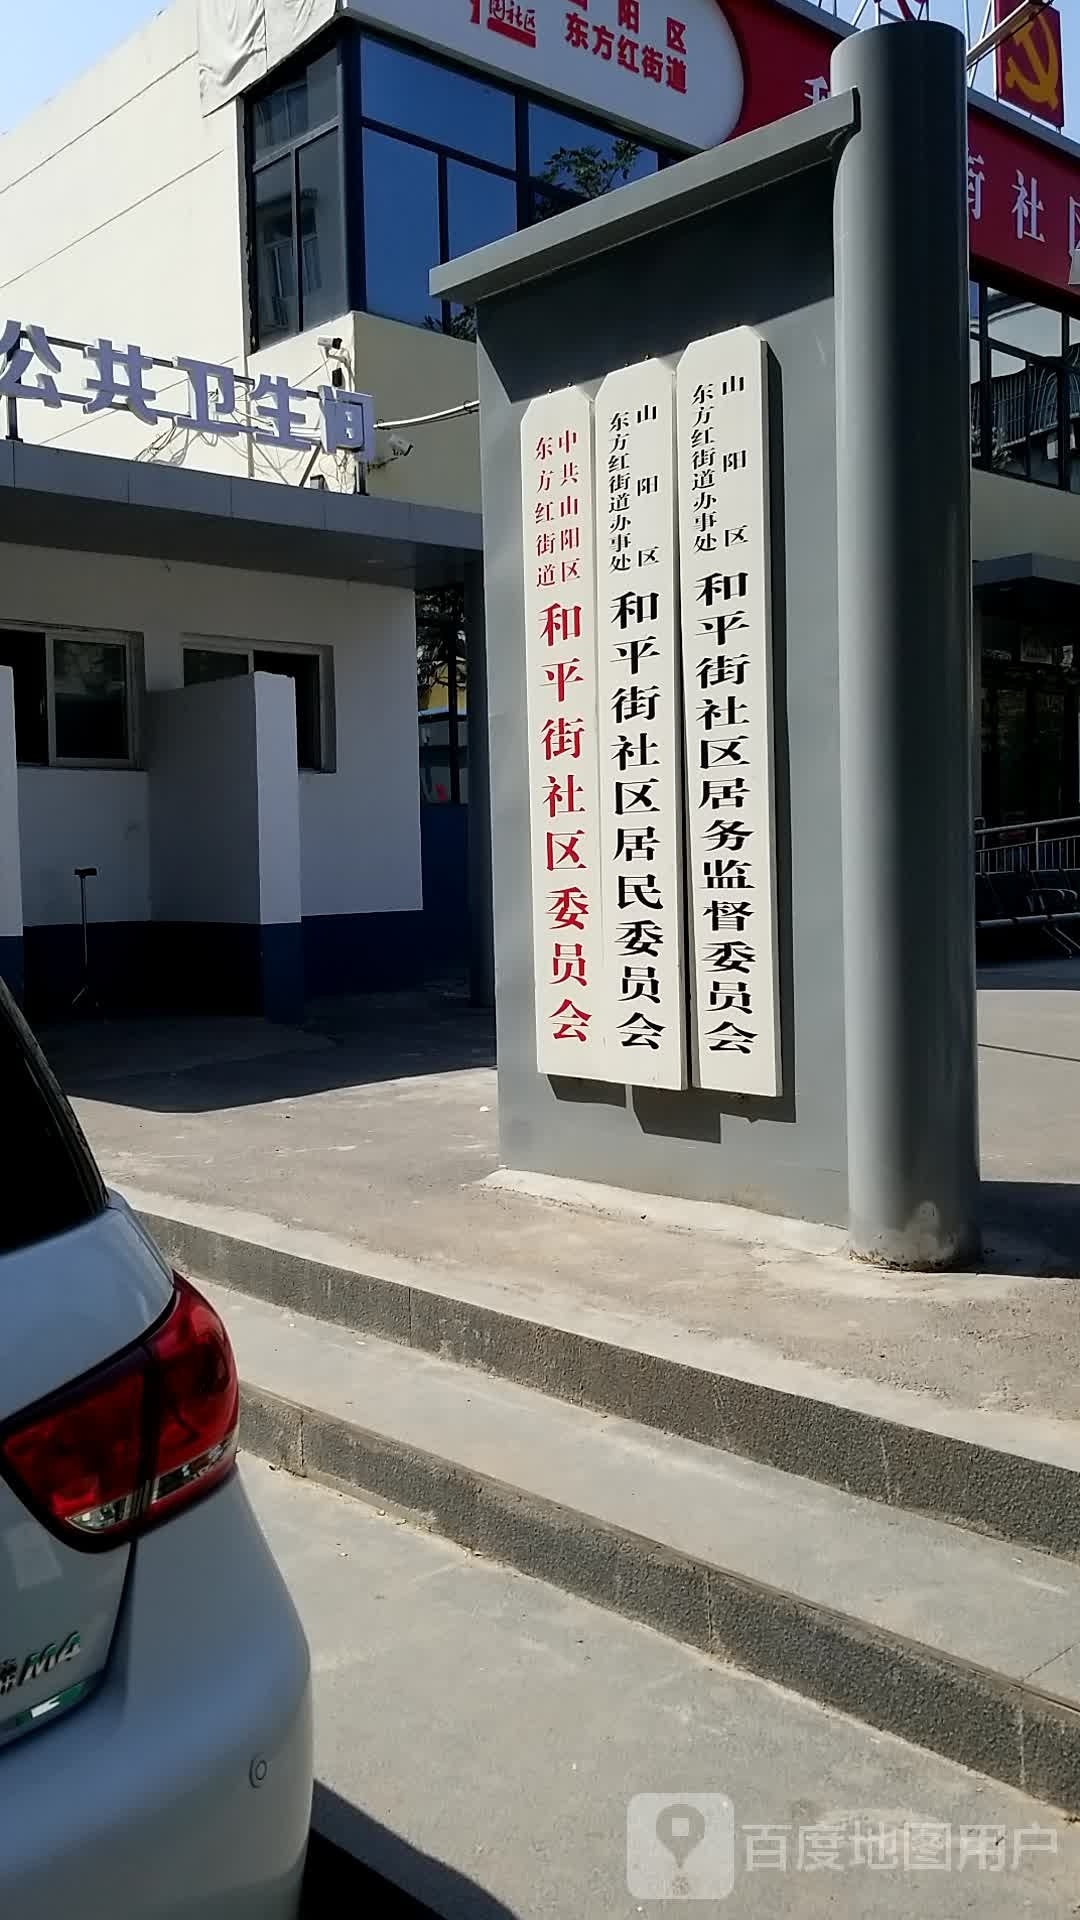 阳区
东方红街道
街社区
公共卫生间
中共山阳区
东方红街道
和平街社区委员会
山阳区
东方红街道办事处
和平街社区居民委员会
山阳区
东方红街道办事处
和平街社区居务监督委员会
M4
百度地图用户